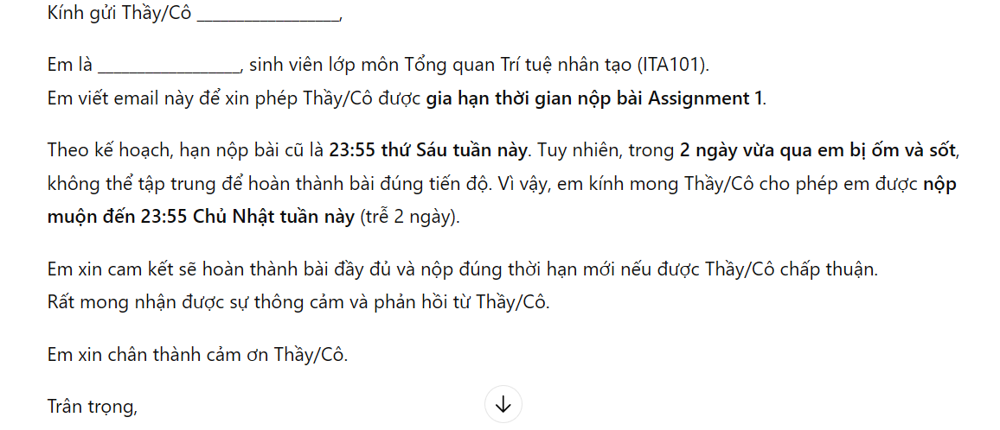 Kính gửi Thầy/Cô __________________,
Em là __________________, sinh viên lớp môn Tổng quan Trí tuệ nhân tạo (ITA101).
Em viết email này để xin phép Thầy/Cô được gia hạn thời gian nộp bài Assignment 1.
Theo kế hoạch, hạn nộp bài cũ là 23:55 thứ Sáu tuần này. Tuy nhiên, trong 2 ngày vừa qua em bị ốm và sốt,
không thể tập trung để hoàn thành bài đúng tiến độ. Vì vậy, em kính mong Thầy/Cô cho phép em được nộp
muộn đến 23:55 Chủ Nhật tuần này (trễ 2 ngày).
Em xin cam kết sẽ hoàn thành bài đầy đủ và nộp đúng thời hạn mới nếu được Thầy/Cô chấp thuận.
Rất mong nhận được sự thông cảm và phản hồi từ Thầy/Cô.
Em xin chân thành cảm ơn Thầy/Cô.
Trân trọng,